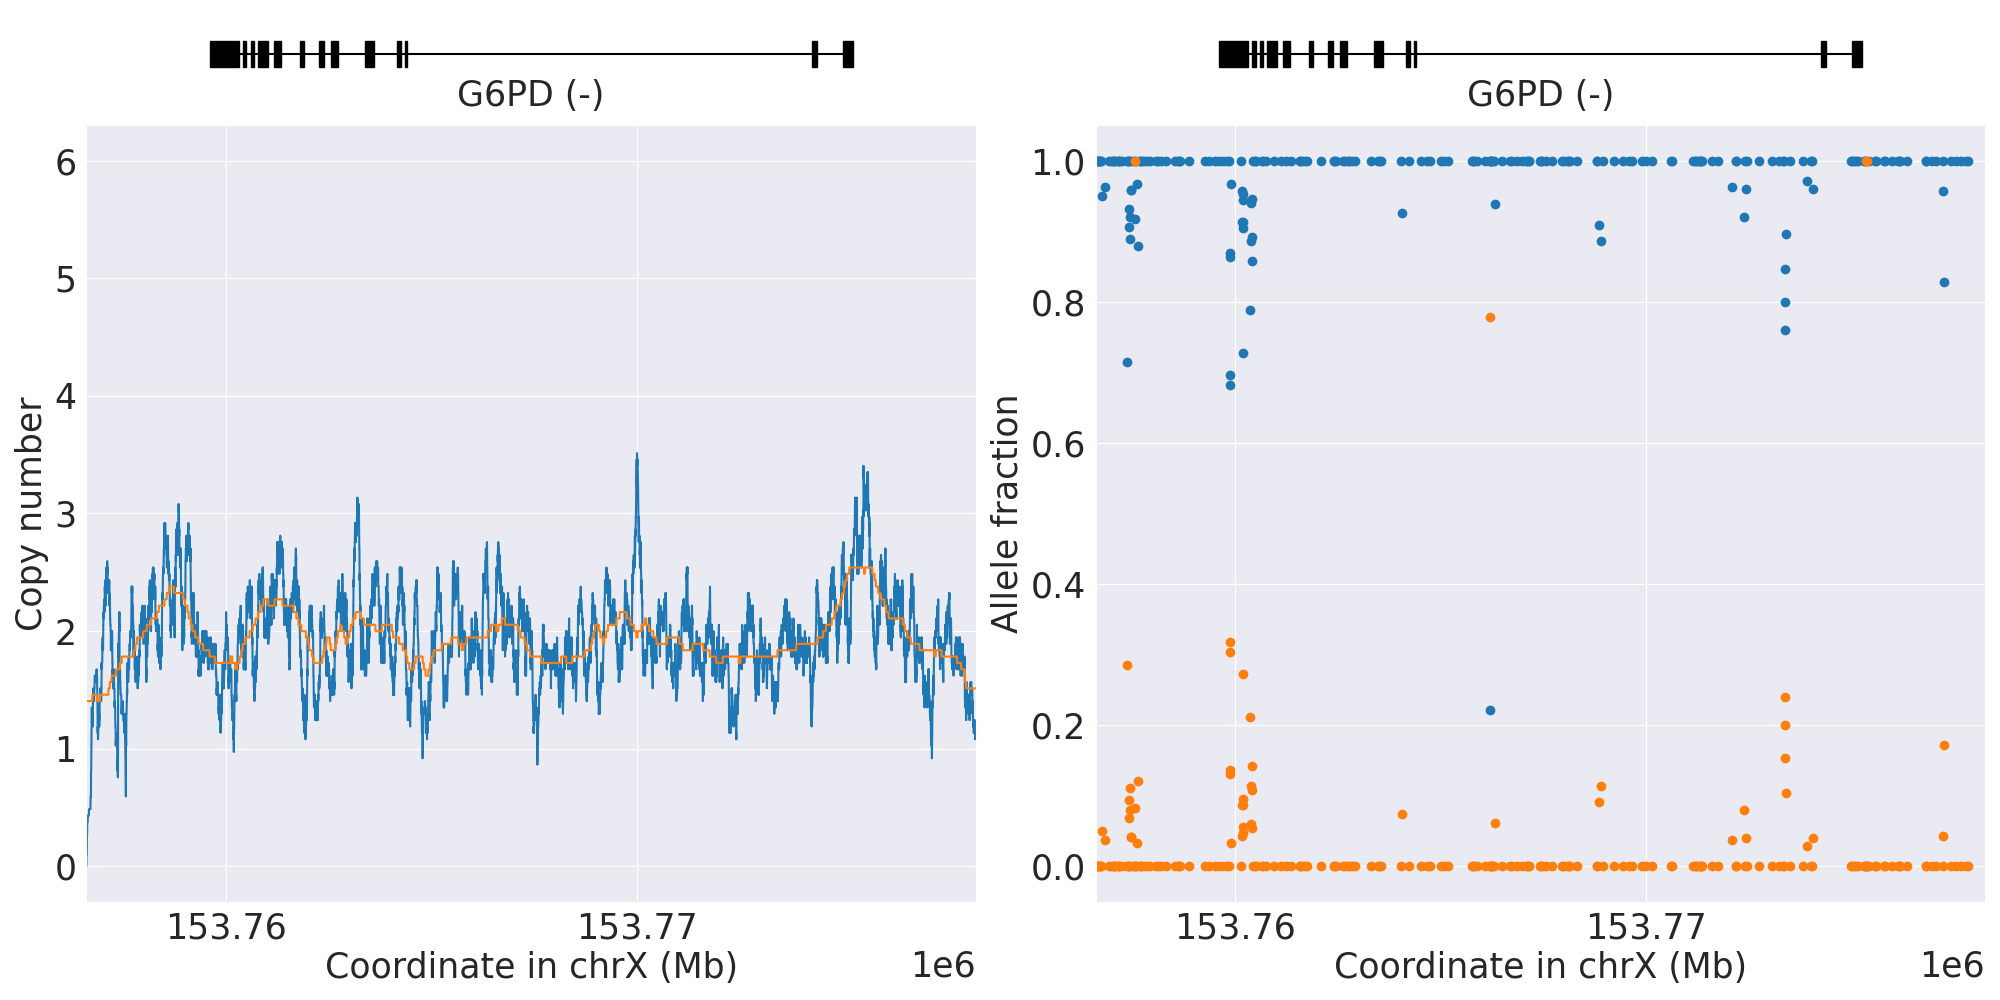 G6PD (-)
6
5
4
3
2
1
0
Copy number
153.76
153.77
Coordinate in chrX (Mb)
1e6
G6PD (-)
1.0
0.8
0.6
0.4
0.2
0.0
Allele fraction
153.76
153.77
Coordinate in chrX (Mb)
1e6